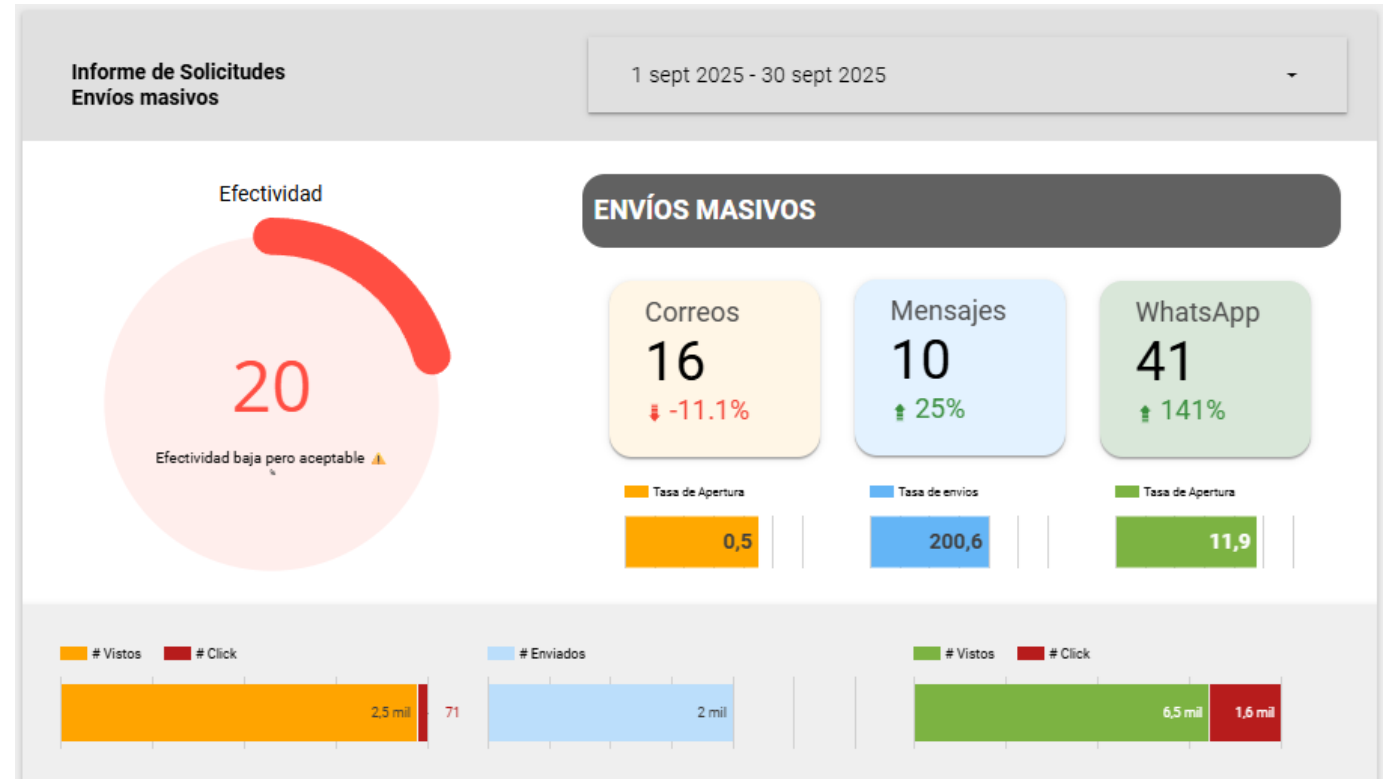 Informe de Solicitudes
Envíos masivos
1 sept 2025 - 30 sept 2025
Efectividad
20
Efectividad baja pero aceptable ⚠️
ENVÍOS MASIVOS
Correos
16
-11.1%
Mensajes
10
25%
WhatsApp
41
141%
Tasa de Apertura
0,5
Tasa de envios
200,6
Tasa de Apertura
11,9
# Vistos # Click
2,5 mil 71
# Enviados
2 mil
# Vistos # Click
6,5 mil 1,6 mil